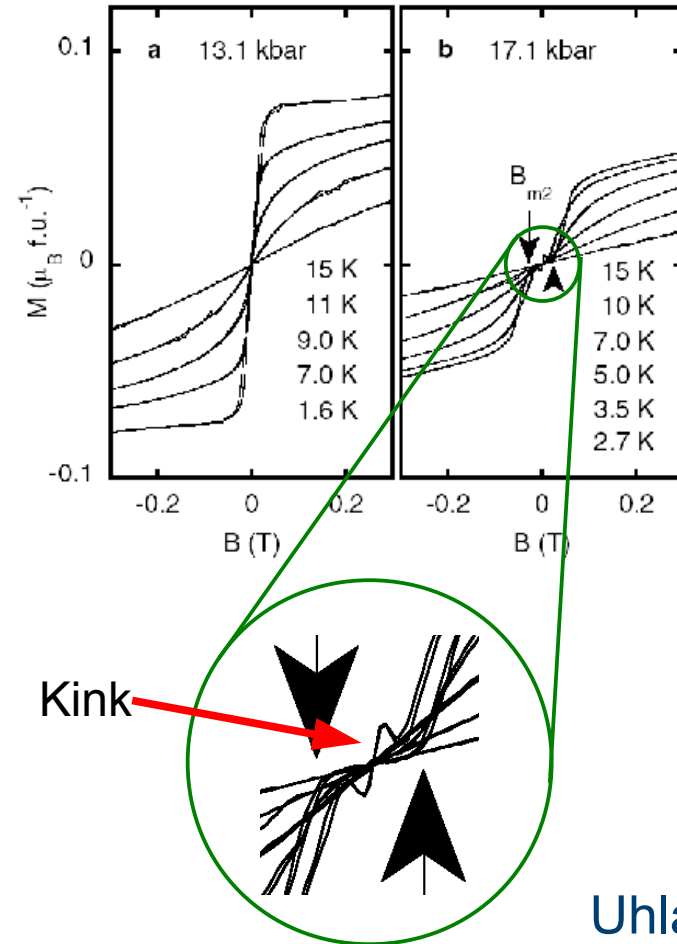 0.1
a 13.1 kbar
b 17.1 kbar
B m2
M (μB f.u.-1)
0
15 K
11 K
9.0 K
7.0 K
1.6 K
15 K
10 K
7.0 K
5.0 K
3.5 K
2.7 K
-0.1
-0.2 0 0.2
-0.2 0 0.2
B (T)
B (T)
Kink
Uhla